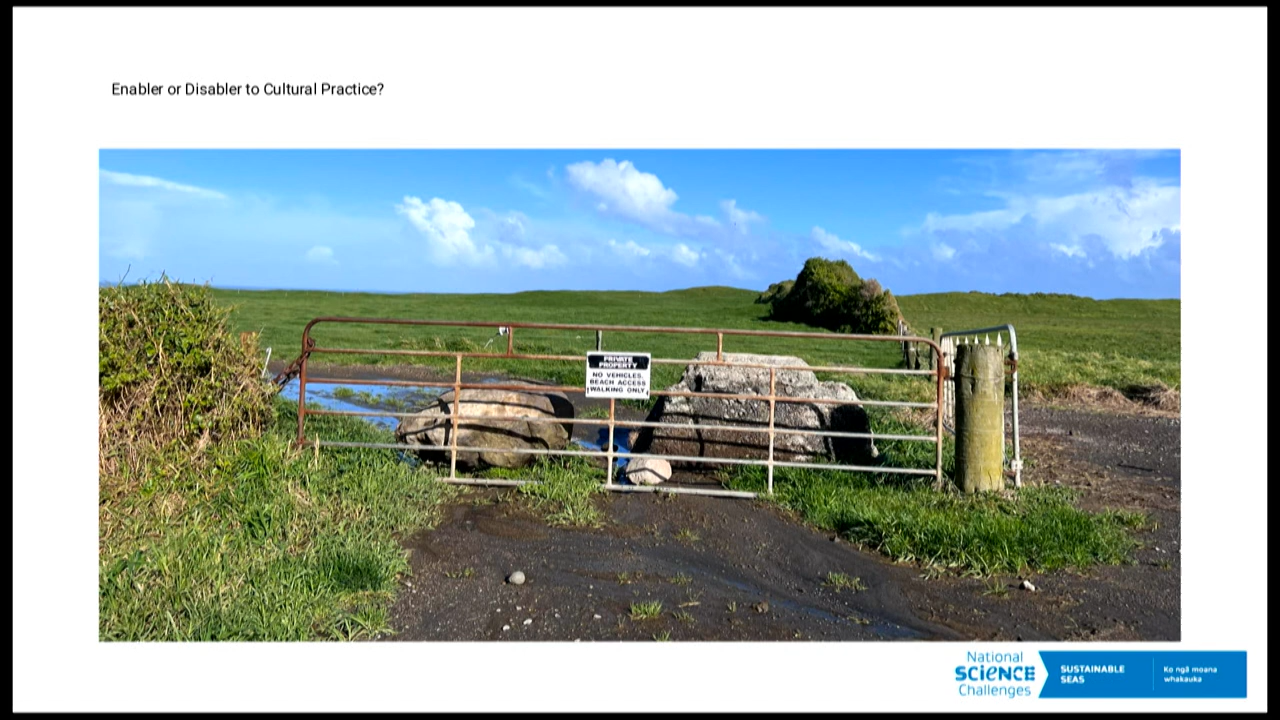 Enabler or Disabler to Cultural Practice?
PRIVATE
PROPERTY
NO VEHICLES.
BEACH ACCESS
WALKING ONLY
National
SCIENCE
Challenges
SUSTAINABLE
SEAS
Ko ngā moana
whakauka